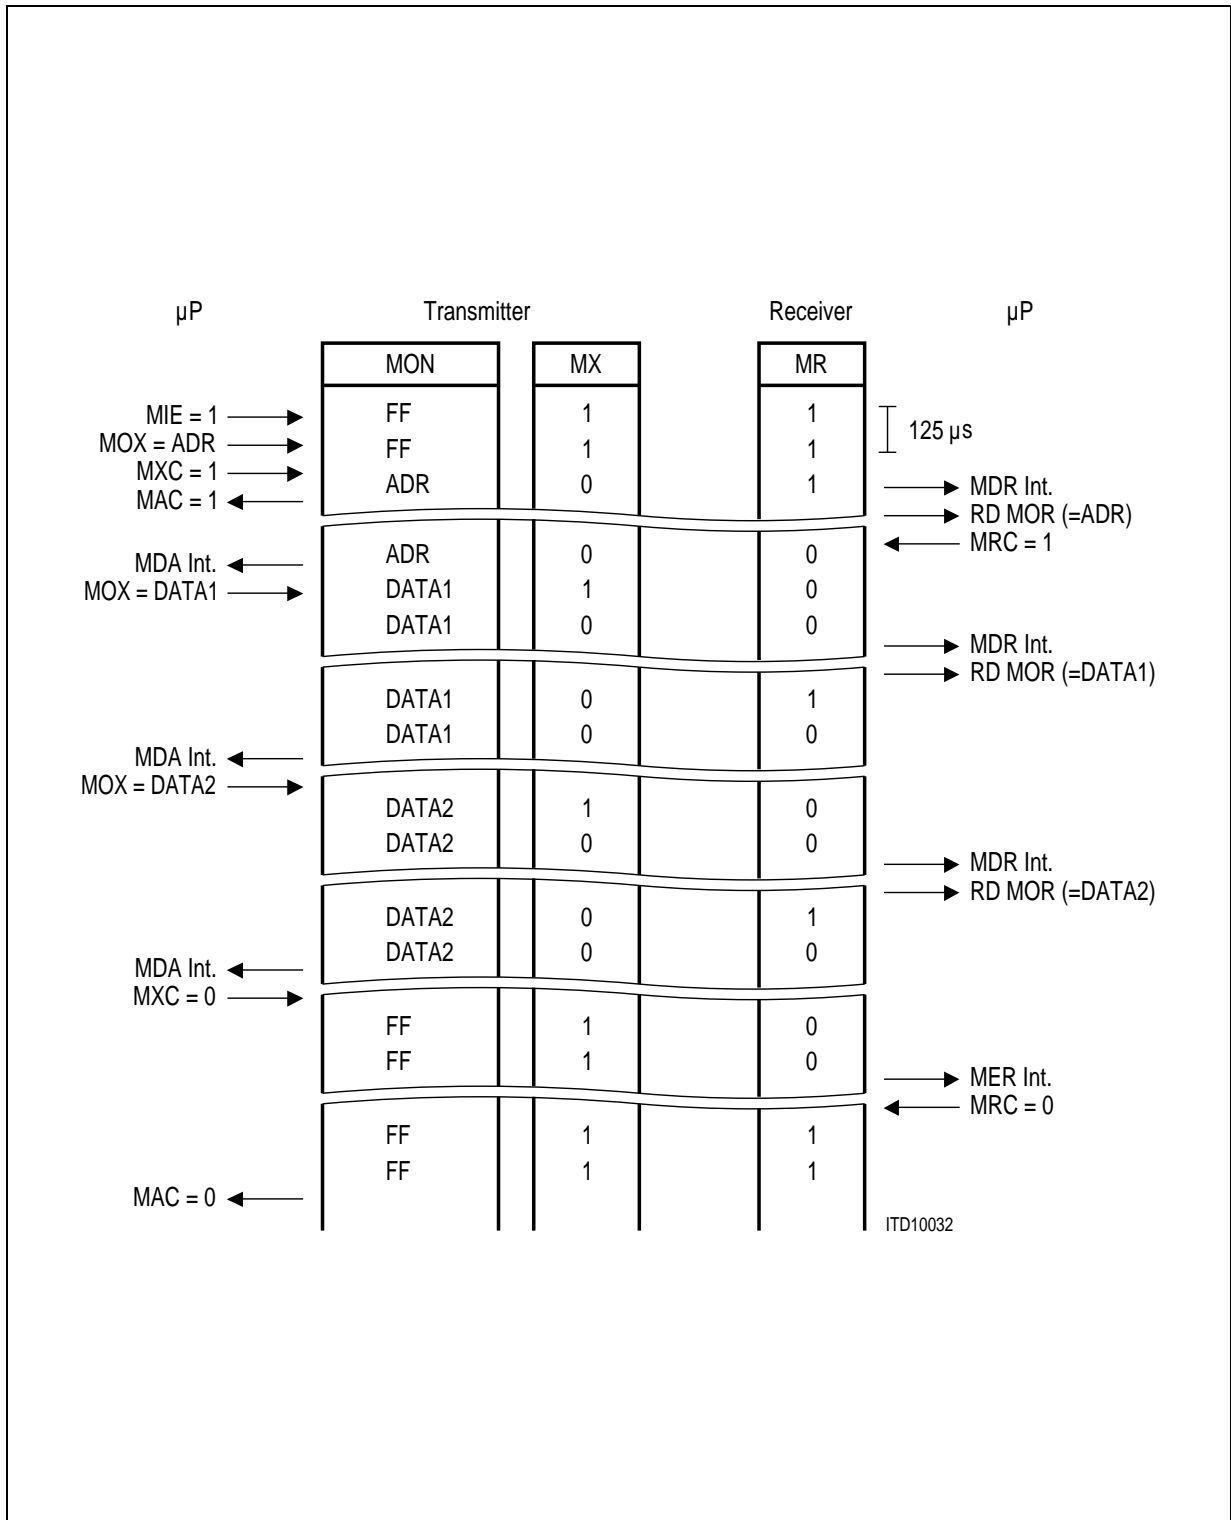 µP Transmitter Receiver µP
MON MX MR
MIE = 1 FF 1 1
125 µs
MOX = ADR FF 1 1
MXC = 1 ADR 0 1 MDR Int.
MAC = 1
RD MOR (=ADR)
MRC = 1
MDA Int. ADR 0 0
MOX = DATA1 DATA1 1 0
DATA1 0 0
MDR Int.
RD MOR (=DATA1)
DATA1 0 1
DATA1 0 0
MDA Int.
MOX = DATA2
DATA2 1 0
DATA2 0 0
MDR Int.
RD MOR (=DATA2)
DATA2 0 1
DATA2 0 0
MDA Int.
MXC = 0
FF 1 0
FF 1 0
MER Int.
MRC = 0
FF 1 1
FF 1 1
MAC = 0
ITD10032